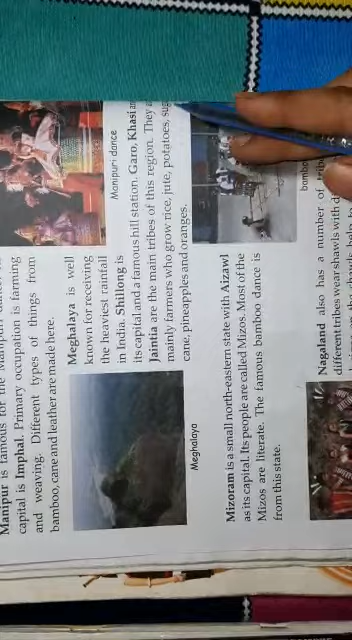 Manipur is famous for the Manipuri dance. Its
capital is Imphal. Primary occupation is farming
and weaving. Different types of things from
bamboo, cane and leather are made here.
Manipuri dance
Meghalaya is well
known for receiving
the heaviest rainfall
in India. Shillong is
its capital and a famous hill station. Garo, Khasi an
Jaintia are the main tribes of this region. They a
mainly farmers who grow rice, jute, potatoes, sug
cane, pineapples and oranges.
Meghalaya
Mizoram is a small north-eastern state with Aizawl
as its capital. Its people are called Mizos. Most of the
Mizos are literate. The famous bamboo dance is
from this state.
bamboo
Nagaland also has a number of
different tribes wear shawls with d